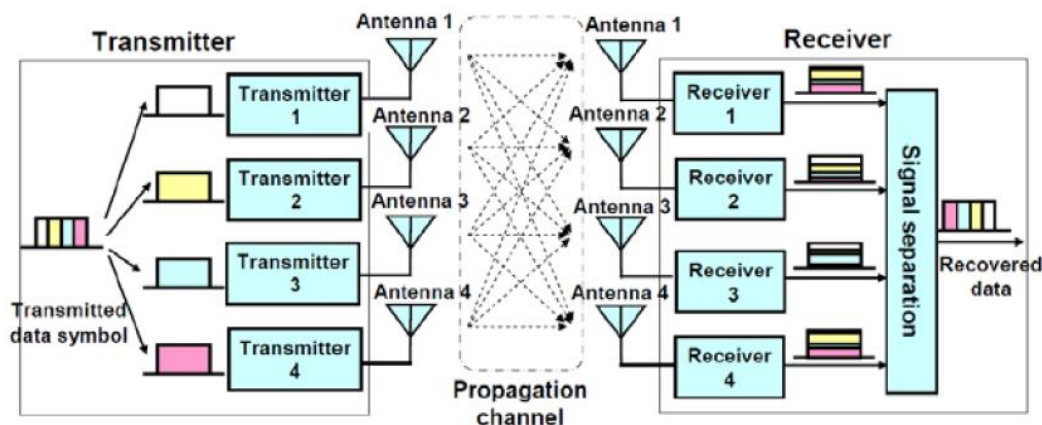 Transmitter
Transmitted
data symbol
Transmitter
1
Transmitter
2
Transmitter
3
Transmitter
4
Antenna 1
Antenna 2
Antenna 3
Antenna 4
Propagation
channel
Antenna 1
Antenna 2
Antenna 3
Antenna 4
Receiver
Receiver
1
Receiver
2
Receiver
3
Receiver
4
Signal separation
Recovered
data